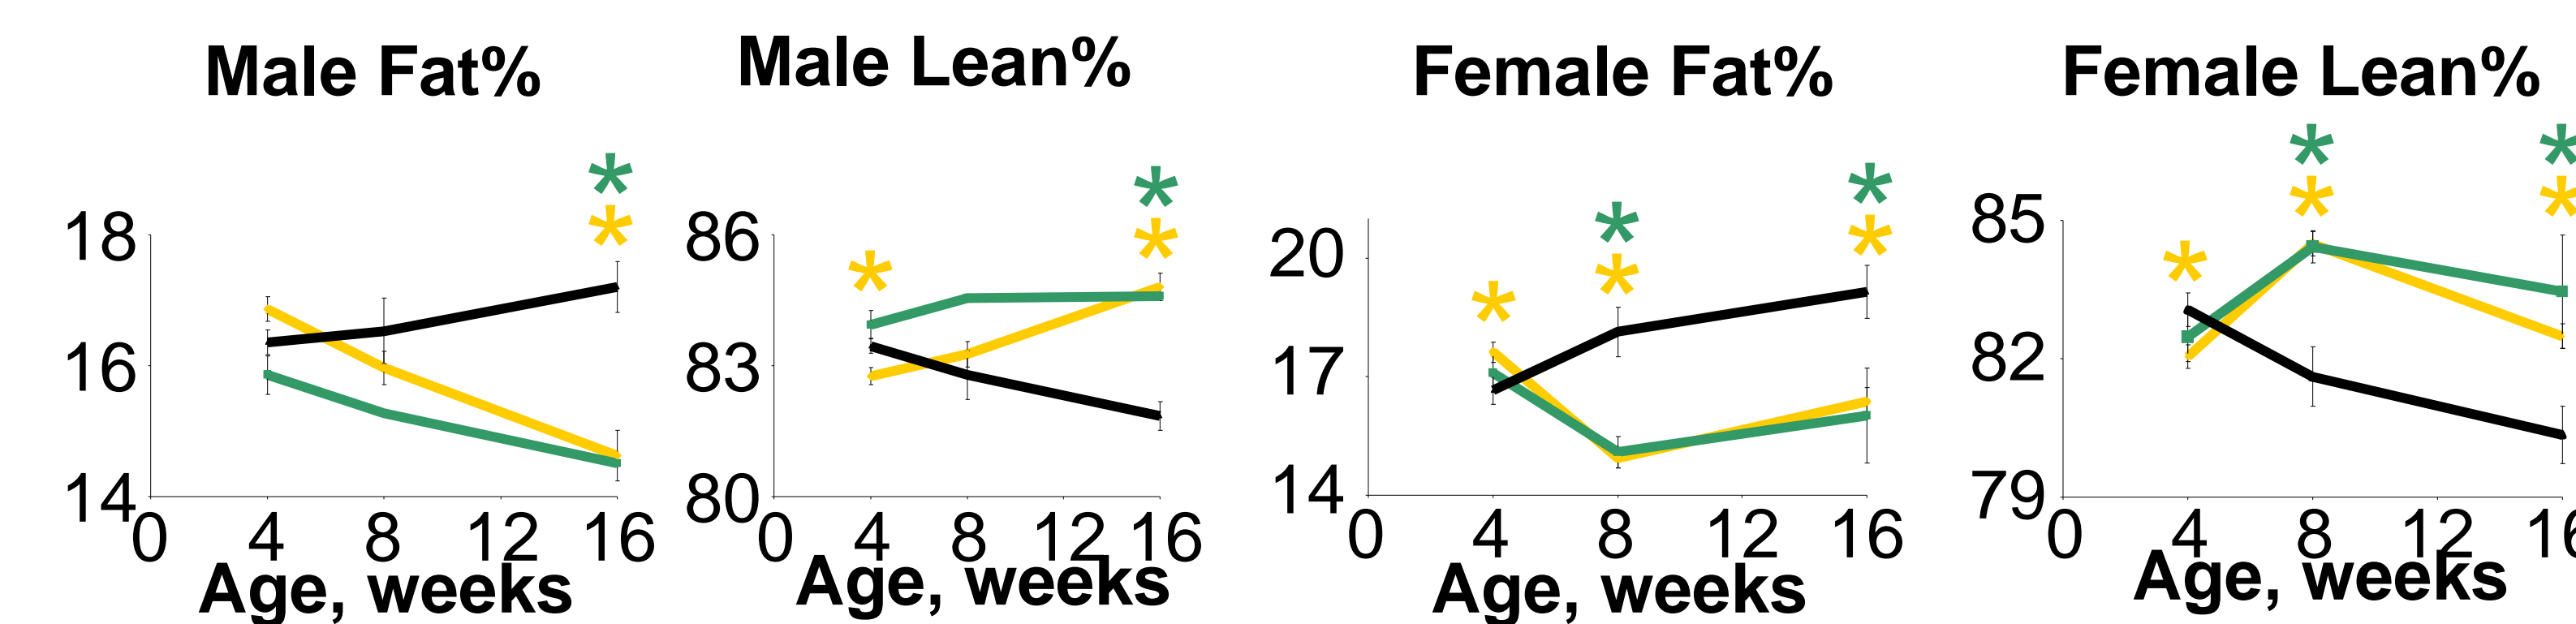 Male Fat%
*
*
18
16
14
0 4 8 12 16
Age, weeks
Male Lean%
*
* *
86
83
80
0 4 8 12 16
Age, weeks
Female Fat%
*
* *
* *
20
17
14
0 4 8 12 16
Age, weeks
Female Lean%
* *
* * *
85
82
79
0 4 8 12 16
Age, weeks